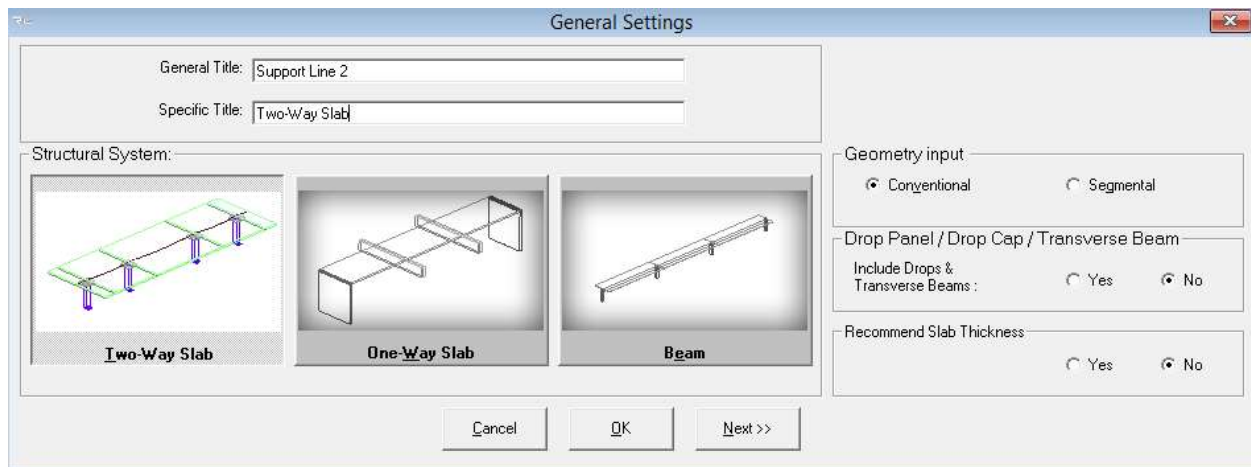 General Settings
General Title: Support Line 2
Specific Title: Two-Way Slab
Structural System:
Two-Way Slab
One-Way Slab
Beam
Geometry input
Conventional Segmental
Drop Panel / Drop Cap / Transverse Beam
Include Drops &
Transverse Beams : Yes No
Recommend Slab Thickness
Yes No
Cancel OK Next >>